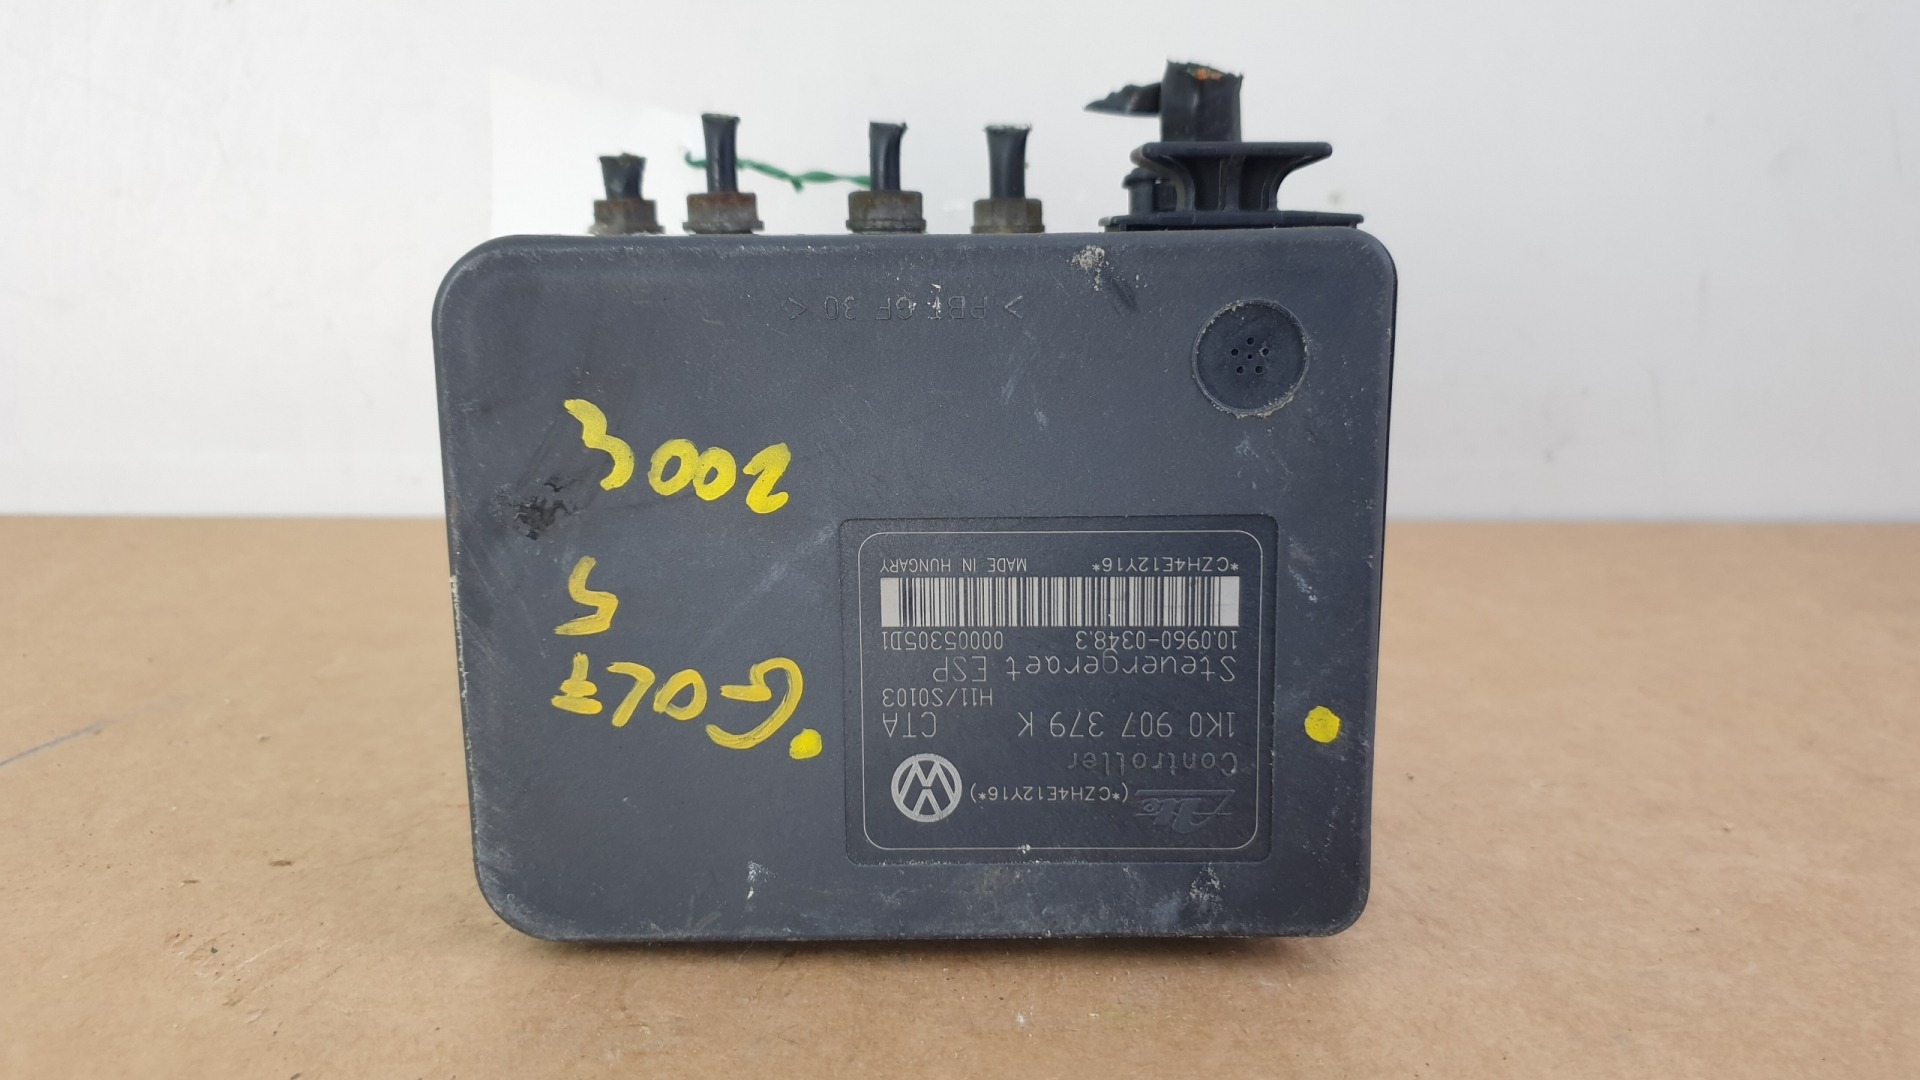 (*CZH4E12Y16*)
Ate
Controller
1K0 907 379 K CTA
H11/S0103
Steuergeraet ESP
10.0960-0348.3 00005305D1
*CZH4E12Y16* MADE IN HUNGARY
GOLF
5
2003
> PBT GF 30 <